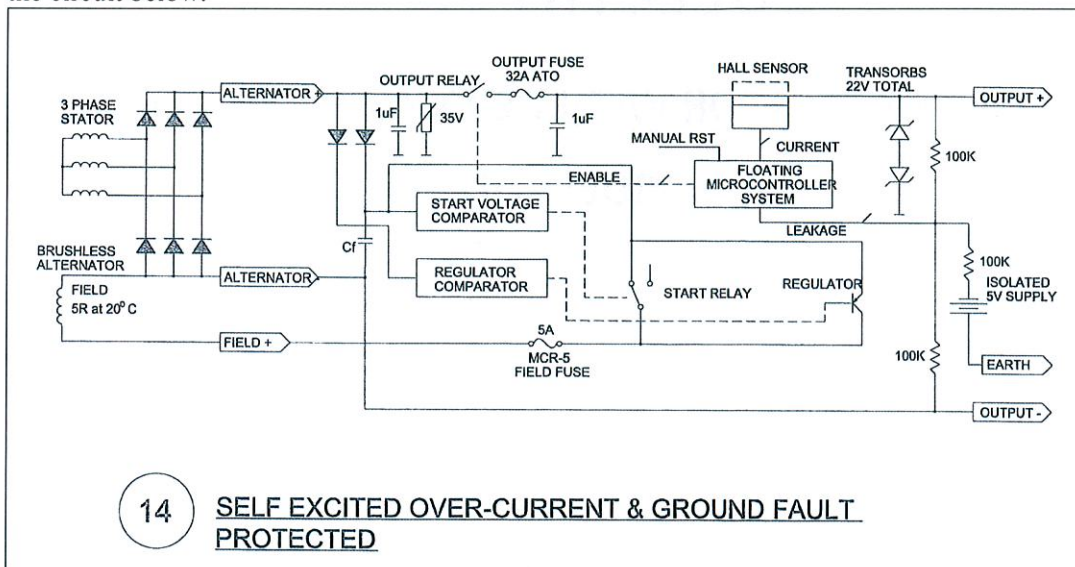 OUTPUT FUSE
32A ATO
HALL SENSOR
TRANSORBS
22V TOTAL
OUTPUT RELAY
ALTERNATOR +
OUTPUT +
3 PHASE
STATOR
1uF
35V
1uF
MANUAL RST
CURRENT
100K
ENABLE
FLOATING
MICROCONTROLLER
SYSTEM
START VOLTAGE
COMPARATOR
LEAKAGE
Cf
BRUSHLESS
ALTERNATOR
ALTERNATOR
REGULATOR
COMPARATOR
REGULATOR
100K
ISOLATED
5V SUPPLY
FIELD
5R at 20° C
START RELAY
5A
FIELD +
MCR-5
FIELD FUSE
100K
EARTH
OUTPUT -
14
SELF EXCITED OVER-CURRENT & GROUND FAULT
PROTECTED